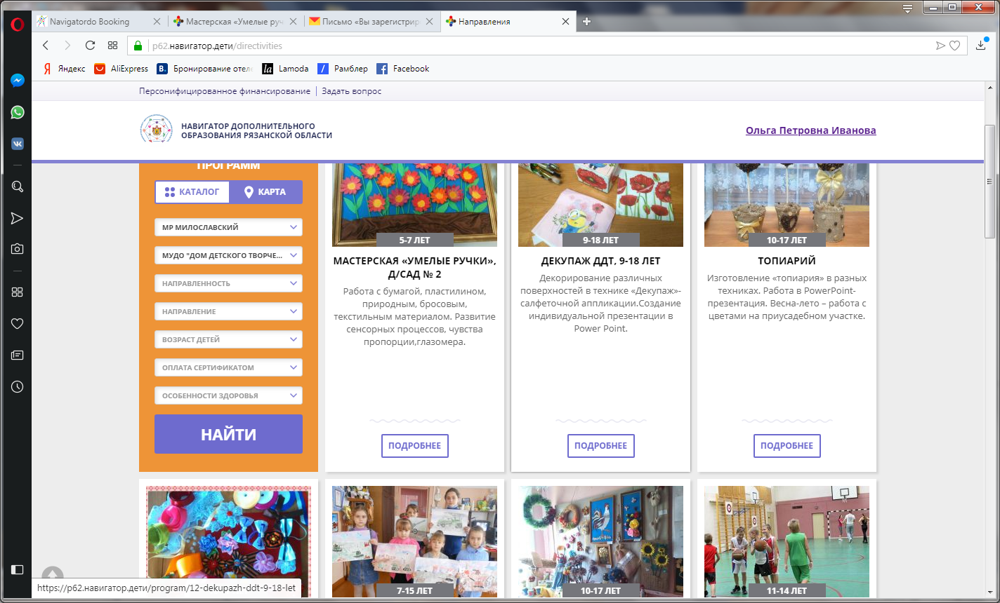 Navigatordo Booking
Мастерская «Умелые руч
Письмо «Вы зарегистрир
Направления
р62.навигатор.дети/directivities
Яндекс
AliExpress
B.
Бронирование отеле
la
Lamoda
Рамблер
Facebook
Персонифицированное финансирование
Задать вопрос
НАВИГАТОР ДОПОЛНИТЕЛЬНОГО
ОБРАЗОВАНИЯ РЯЗАНСКОЙ ОБЛАСТИ
Ольга Петровна Иванова
ПРОГРАММ
КАТАЛОГ
КАРТА
МР МИЛОСЛАВСКИЙ
МУДО "ДОМ ДЕТСКОГО ТВОРЧЕ...
НАПРАВЛЕННОСТЬ
НАПРАВЛЕНИЕ
ВОЗРАСТ ДЕТЕЙ
ОПЛАТА СЕРТИФИКАТОМ
ОСОБЕННОСТИ ЗДОРОВЬЯ
НАЙТИ
5-7 ЛЕТ
МАСТЕРСКАЯ «УМЕЛЫЕ РУЧКИ»,
Д/САД № 2
Работа с бумагой, пластилином,
природным, бросовым,
текстильным материалом. Развитие
сенсорных процессов, чувства
пропорции,глазомера.
ПОДРОБНЕЕ
9-18 ЛЕТ
ДЕКУПАЖ ДДТ, 9-18 ЛЕТ
Декорирование различных
поверхностей в технике «Декупаж»-
салфеточной аппликации.Создание
индивидуальной презентации в
Power Point.
ПОДРОБНЕЕ
10-17 ЛЕТ
ТОПИАРИЙ
Изготовление «топиария» в разных
техниках. Работа в PowerPoint-
презентация. Весна-лето – работа с
цветами на приусадебном участке.
ПОДРОБНЕЕ
7-15 ЛЕТ
10-17 ЛЕТ
11-14 ЛЕТ
https://р62.навигатор.дети/program/12-dekupazh-ddt-9-18-let